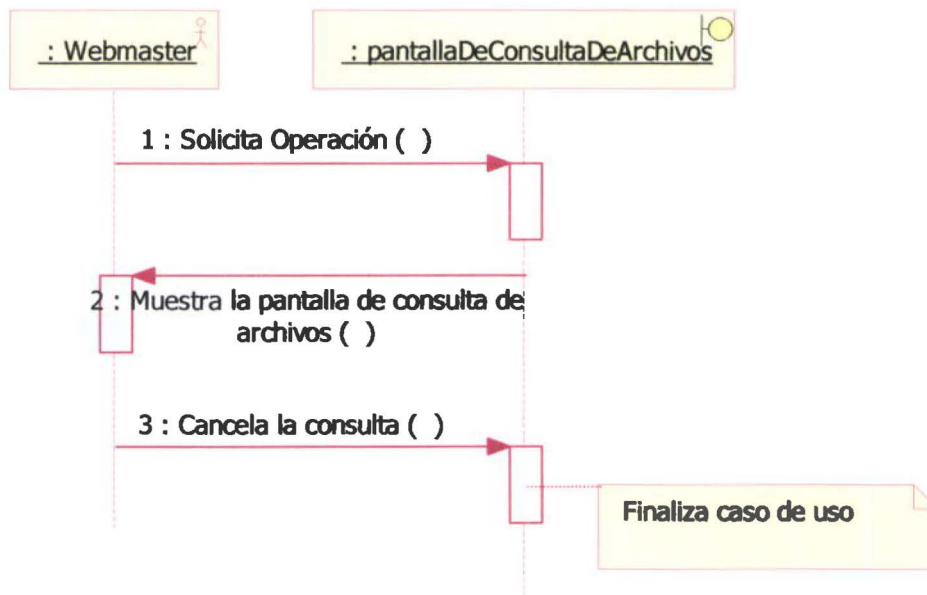 : Webmaster
: pantallaDeConsultaDeArchivos
1 : Solicita Operación ( )
2 : Muestra la pantalla de consulta de
archivos ( )
3 : Cancela la consulta ( )
Finaliza caso de uso